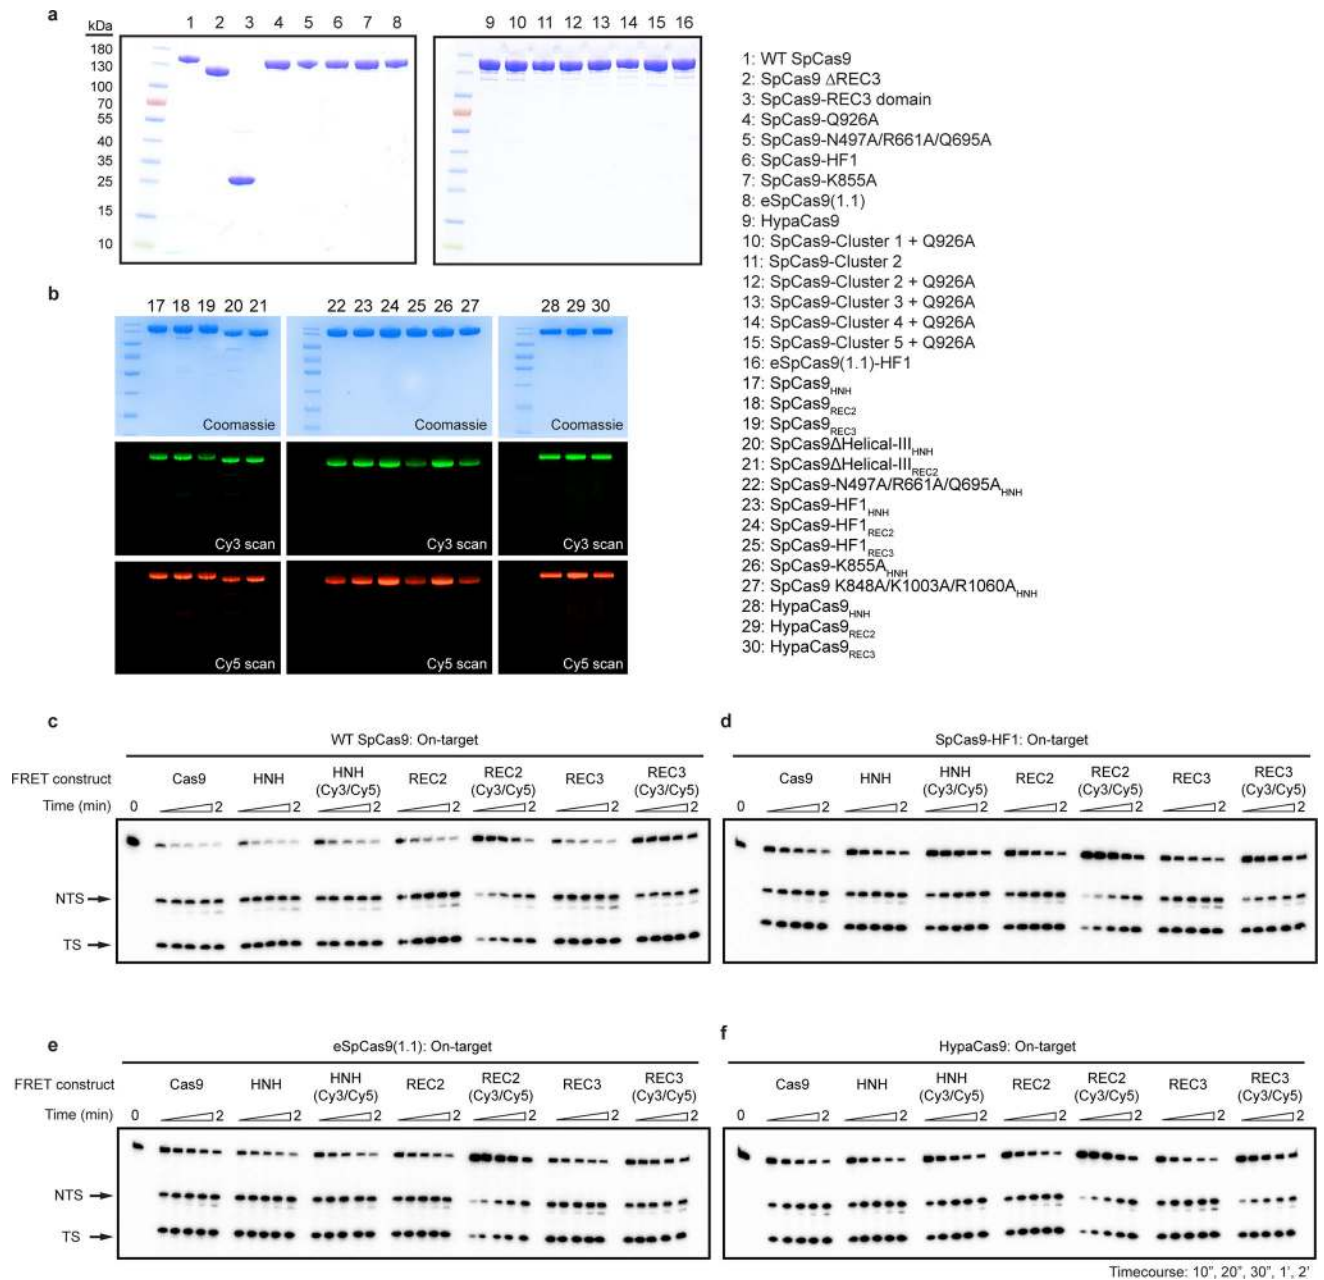 a
kDa 1 2 3 4 5 6 7 8 9 10 11 12 13 14 15 16
180
130
100
70
55
40
35
25
15
10
1: WT SpCas9
2: SpCas9 ΔREC3
3: SpCas9-REC3 domain
4: SpCas9-Q926A
5: SpCas9-N497A/R661A/Q695A
6: SpCas9-HF1
7: SpCas9-K855A
8: eSpCas9(1.1)
9: HypaCas9
10: SpCas9-Cluster 1 + Q926A
11: SpCas9-Cluster 2
12: SpCas9-Cluster 2 + Q926A
13: SpCas9-Cluster 3 + Q926A
14: SpCas9-Cluster 4 + Q926A
15: SpCas9-Cluster 5 + Q926A
16: eSpCas9(1.1)-HF1
17: SpCas9HNH
18: SpCas9REC2
19: SpCas9REC3
20: SpCas9ΔHelical-IIIHNH
21: SpCas9ΔHelical-IIIREC2
22: SpCas9-N497A/R661A/Q695AHNH
23: SpCas9-HF1HNH
24: SpCas9-HF1REC2
25: SpCas9-HF1REC3
26: SpCas9-K855AHNH
27: SpCas9 K848A/K1003A/R1060AHNH
28: HypaCas9HNH
29: HypaCas9REC2
30: HypaCas9REC3
b
17 18 19 20 21 22 23 24 25 26 27 28 29 30
Coomassie Coomassie Coomassie
Cy3 scan Cy3 scan Cy3 scan
Cy5 scan Cy5 scan Cy5 scan
c
WT SpCas9: On-target
FRET construct Cas9 HNH HNH (Cy3/Cy5) REC2 REC2 (Cy3/Cy5) REC3 REC3 (Cy3/Cy5)
Time (min) 0 2 2 2 2 2 2 2
NTS
TS
d
SpCas9-HF1: On-target
Cas9 HNH HNH (Cy3/Cy5) REC2 REC2 (Cy3/Cy5) REC3 REC3 (Cy3/Cy5)
0 2 2 2 2 2 2 2
e
eSpCas9(1.1): On-target
FRET construct Cas9 HNH HNH (Cy3/Cy5) REC2 REC2 (Cy3/Cy5) REC3 REC3 (Cy3/Cy5)
Time (min) 0 2 2 2 2 2 2 2
NTS
TS
f
HypaCas9: On-target
Cas9 HNH HNH (Cy3/Cy5) REC2 REC2 (Cy3/Cy5) REC3 REC3 (Cy3/Cy5)
0 2 2 2 2 2 2 2
Timecourse: 10”, 20”, 30”, 1’, 2’